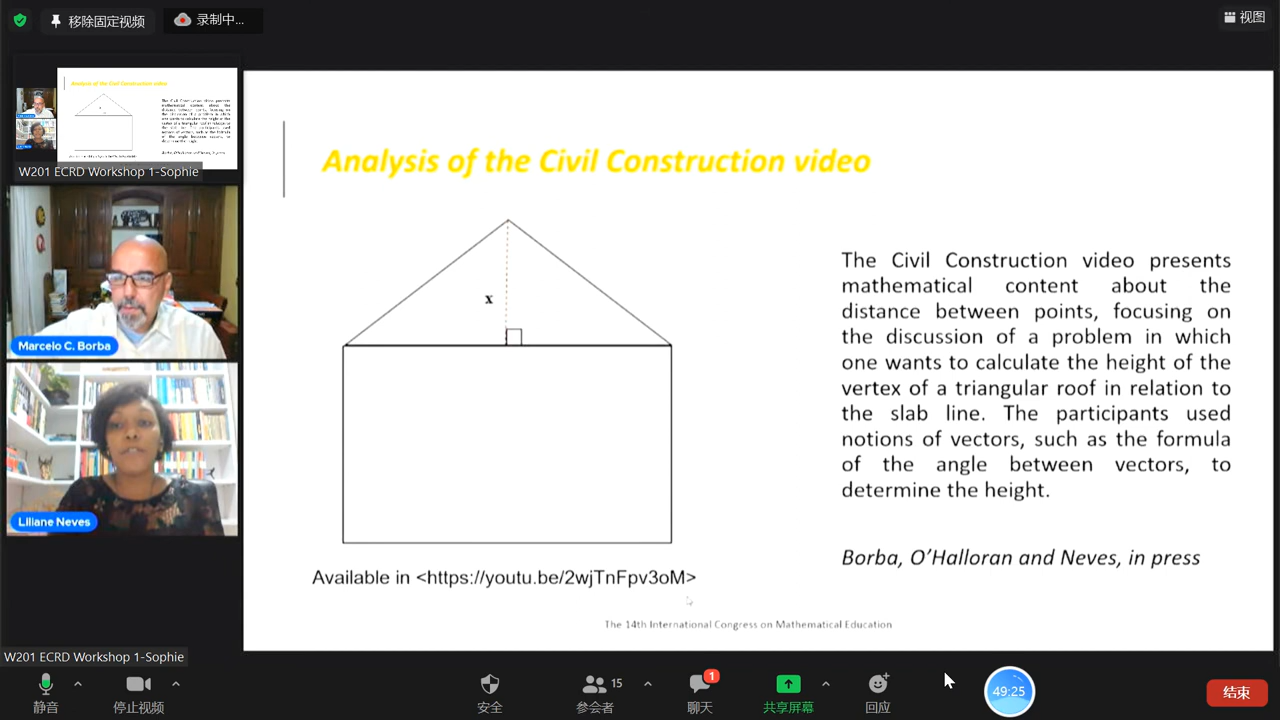 移除固定视频
录制中...
视图
Analysis of the Civil Construction video
W201 ECRD Workshop 1-Sophie
Marcelo C. Borba
Liliane Neves
Analysis of the Civil Construction video
x
The Civil Construction video presents
mathematical content about the
distance between points, focusing on
the discussion of a problem in which
one wants to calculate the height of the
vertex of a triangular roof in relation to
the slab line. The participants used
notions of vectors, such as the formula
of the angle between vectors, to
determine the height.
Borba, O'Halloran and Neves, in press
Available in <https://youtu.be/2wjTnFpv3oM>
The 14th International Congress on Mathematical Education
W201 ECRD Workshop 1-Sophie
静音
停止视频
安全
15
参会者
1
聊天
共享屏幕
回应
49:25
结束